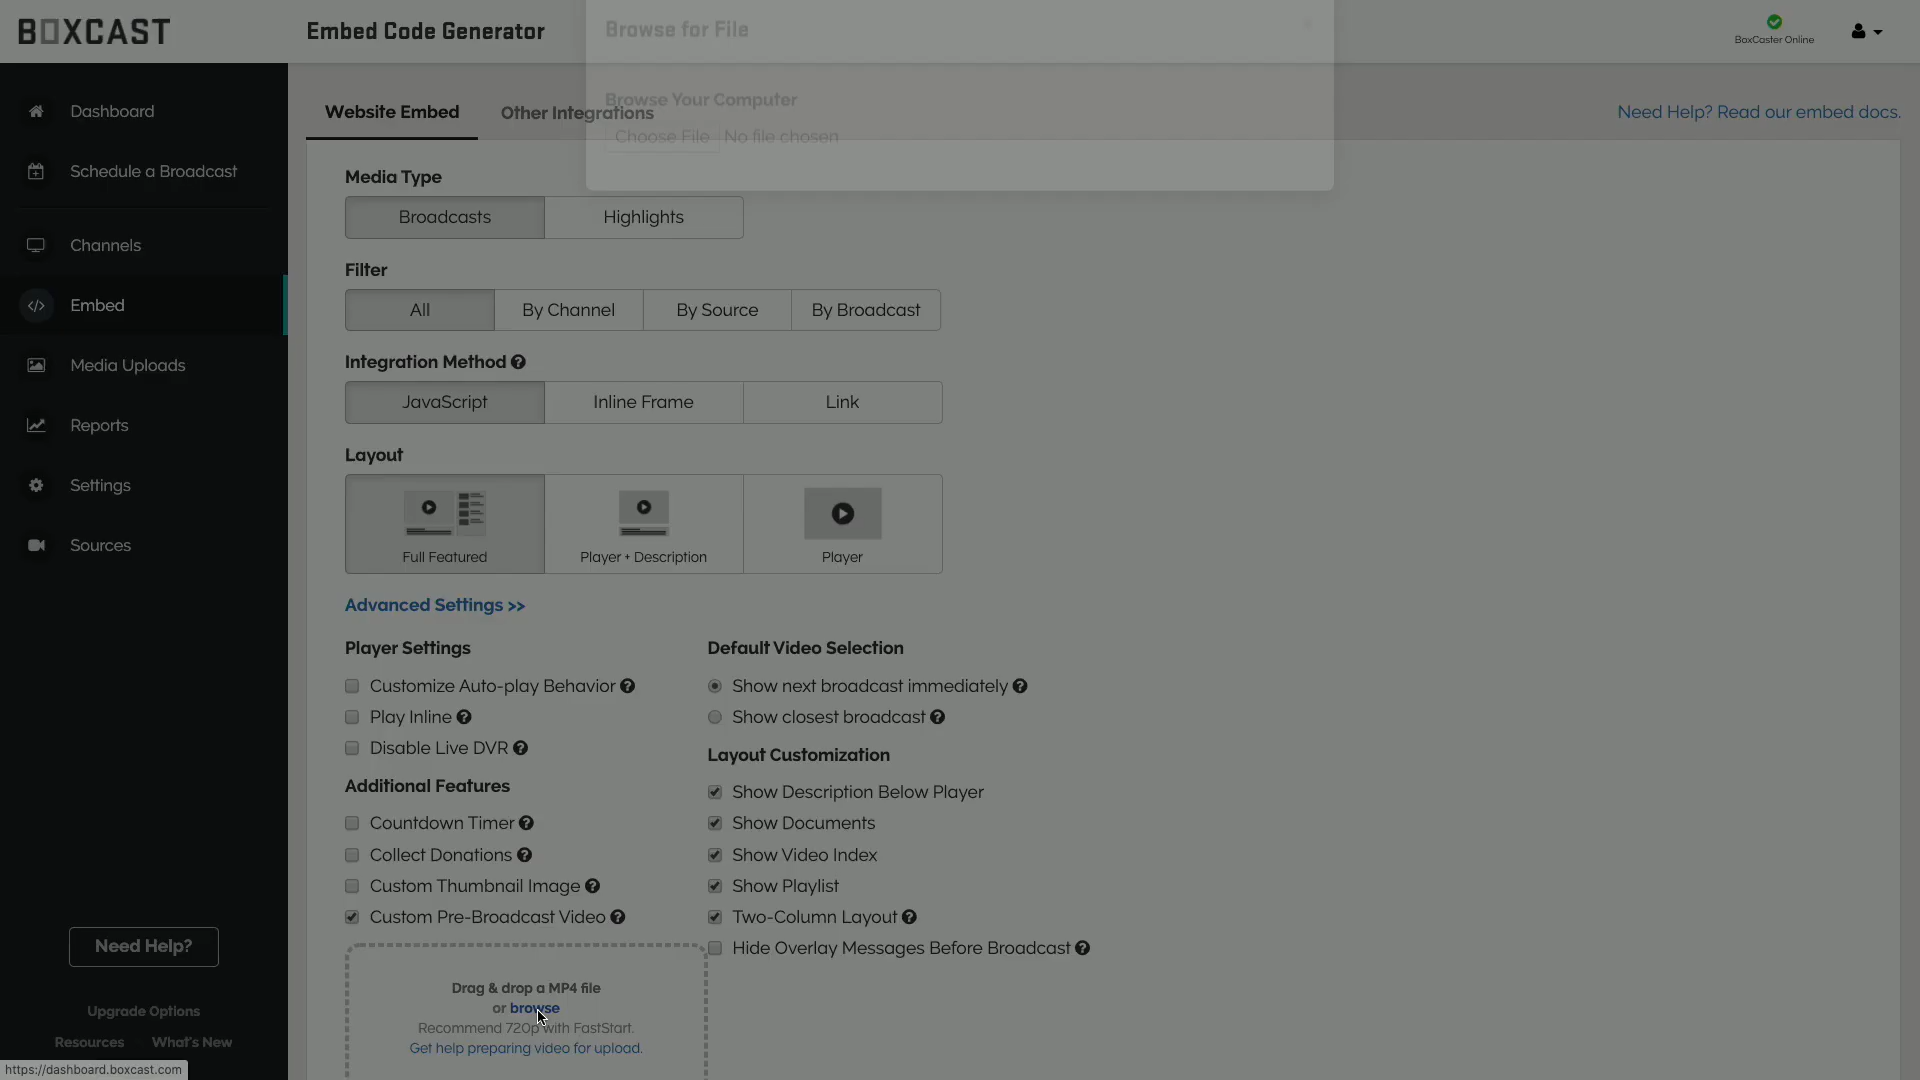 BOXCAST
Embed Code Generator
Browse for File
BoxCaster Online
Dashboard
Schedule a Broadcast
Channels
Embed
Media Uploads
Reports
Settings
Sources
Need Help?
Upgrade Options
Resources What's New
https://dashboard.boxcast.com
Website Embed
Other Integrations
Browse Your Computer
Choose File No file chosen
Need Help? Read our embed docs.
Media Type
Broadcasts Highlights
Filter
All By Channel By Source By Broadcast
Integration Method
JavaScript Inline Frame Link
Layout
Full Featured Player + Description Player
Advanced Settings >>
Player Settings
Customize Auto-play Behavior
Play Inline
Disable Live DVR
Additional Features
Countdown Timer
Collect Donations
Custom Thumbnail Image
Custom Pre-Broadcast Video
Drag & drop a MP4 file
or browse
Recommend 720p with FastStart.
Get help preparing video for upload.
Default Video Selection
Show next broadcast immediately
Show closest broadcast
Layout Customization
Show Description Below Player
Show Documents
Show Video Index
Show Playlist
Two-Column Layout
Hide Overlay Messages Before Broadcast